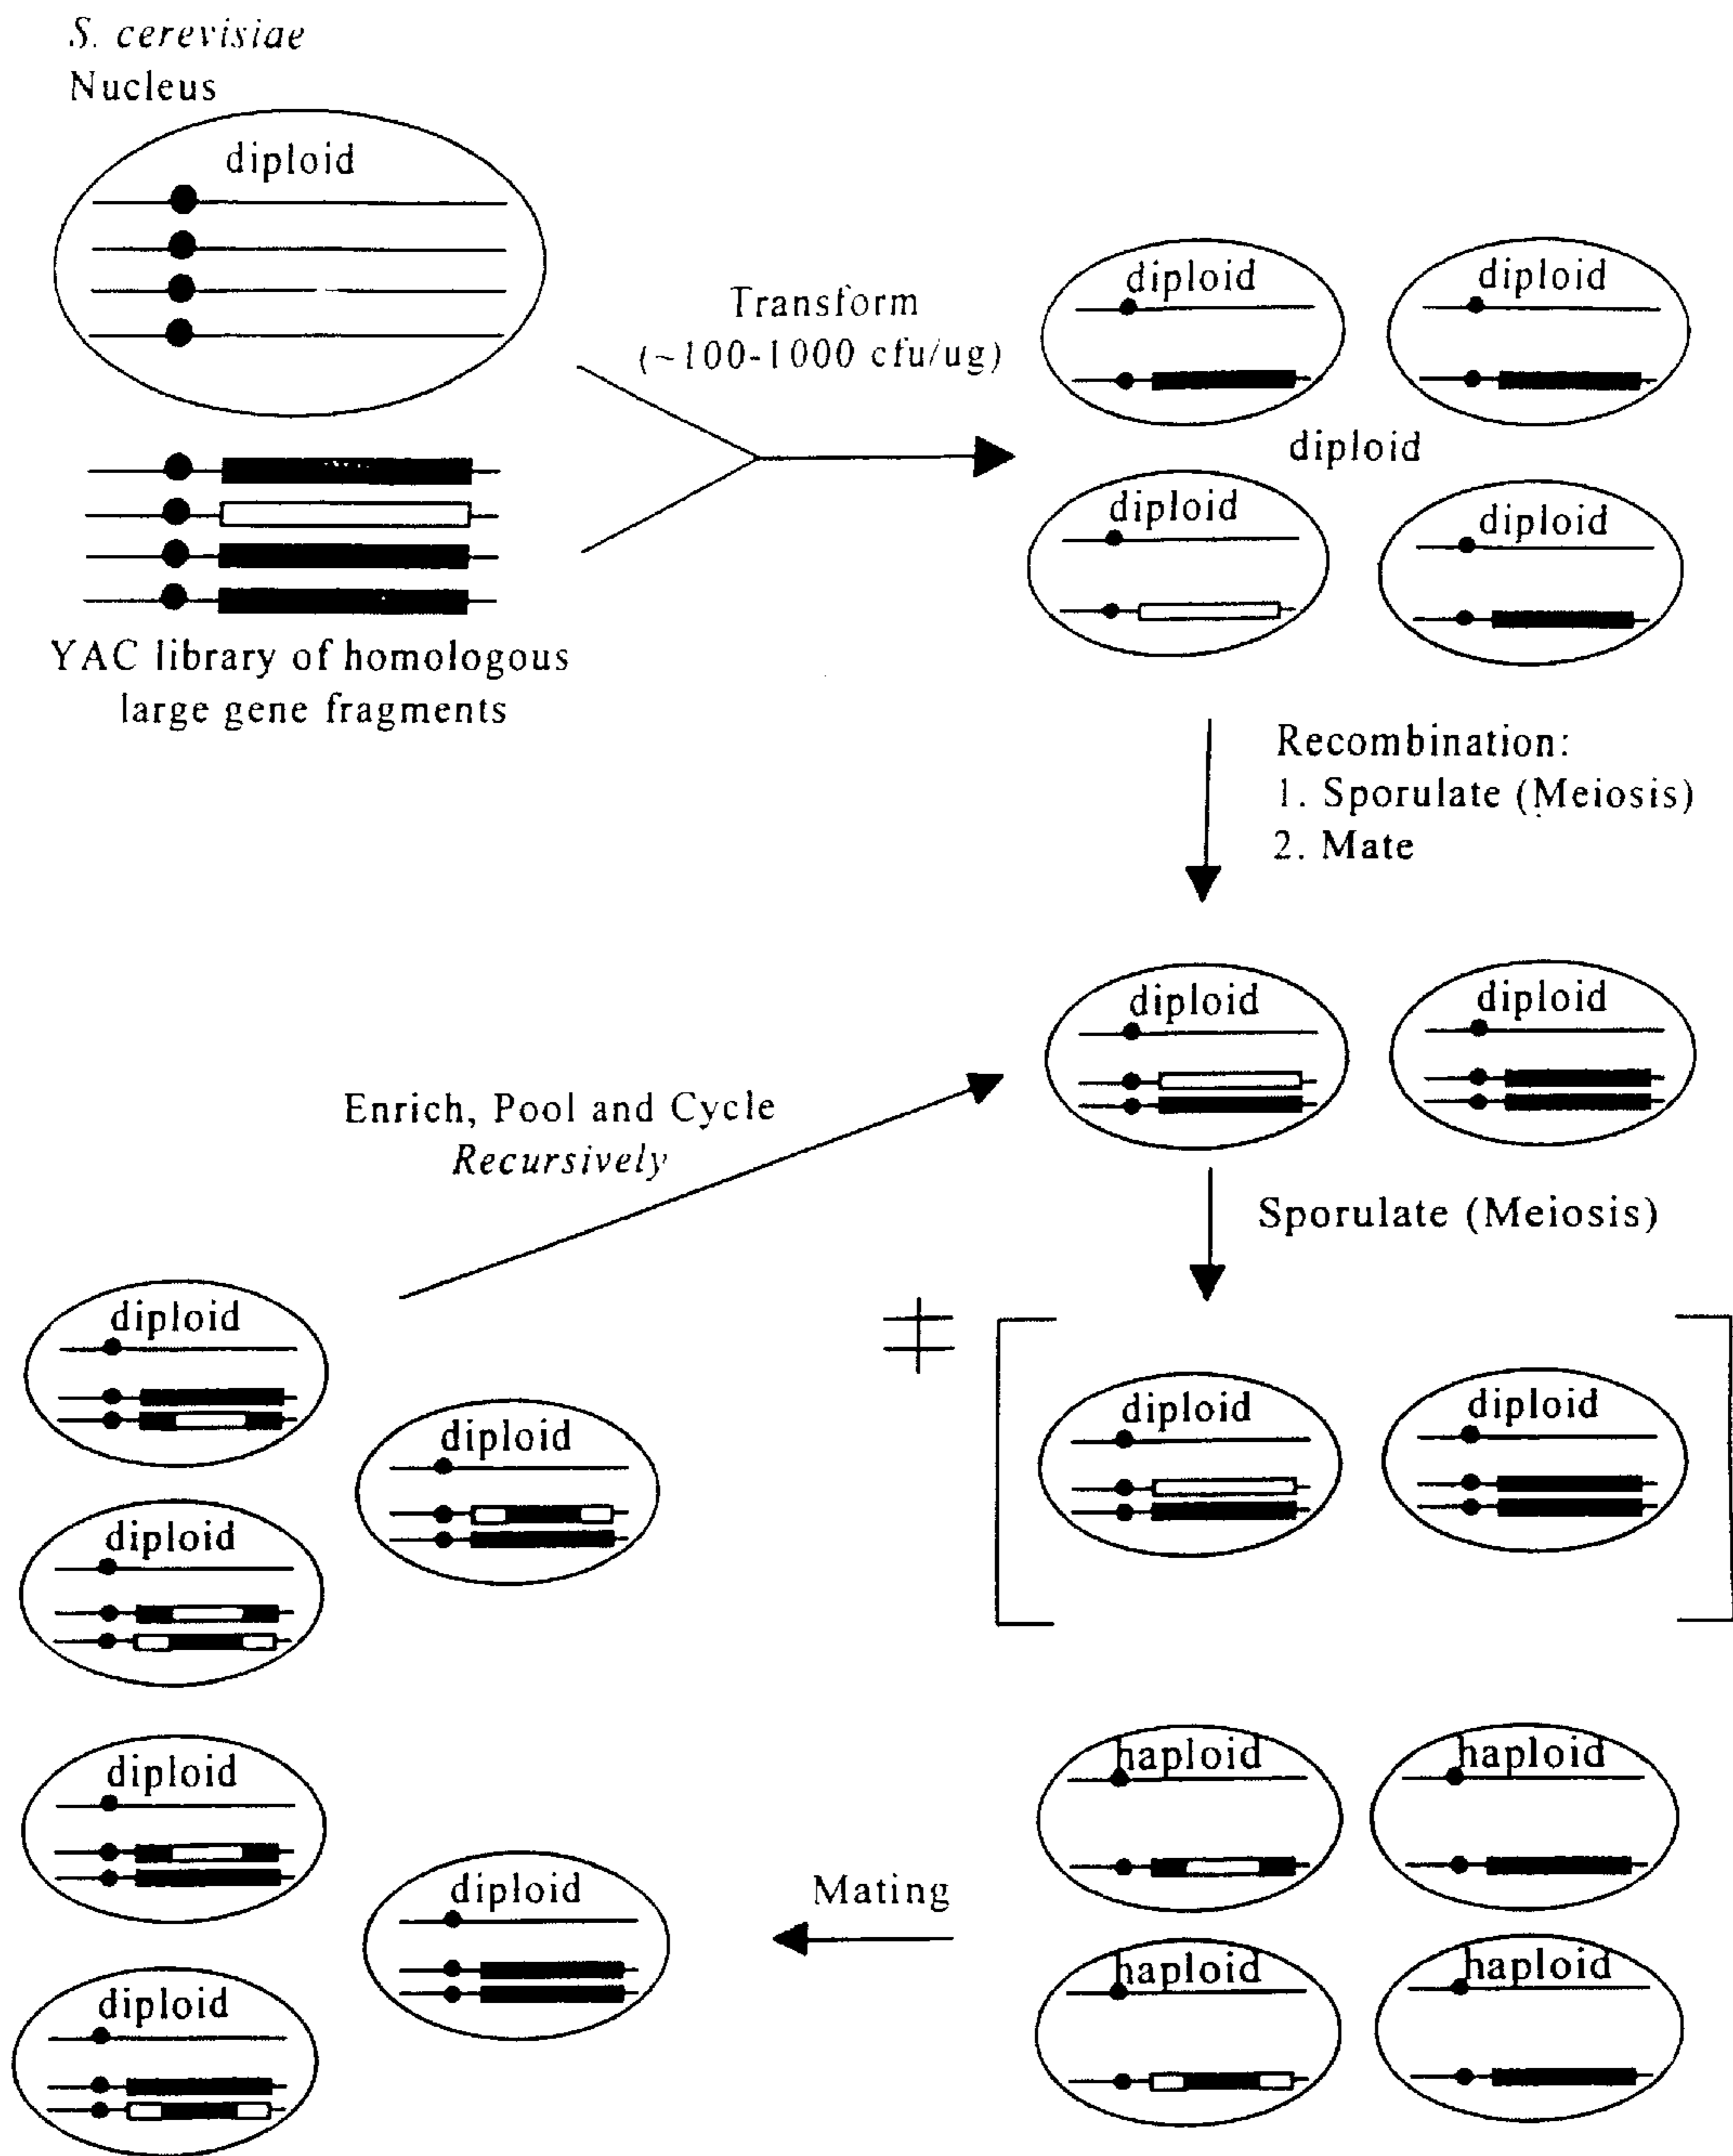 S. cerevisiae
Nucleus
diploid
Transform
(~100-1000 cfu/ug)
diploid
diploid
diploid
diploid
diploid
YAC library of homologous
large gene fragments
Recombination:
1. Sporulate (Meiosis)
2. Mate
diploid
diploid
Enrich, Pool and Cycle
Recursively
Sporulate (Meiosis)
diploid
diploid
diploid
diploid
diploid
diploid
haploid
haploid
diploid
Mating
haploid
haploid
diploid